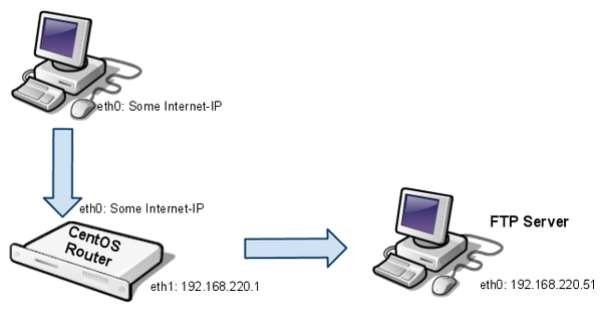 eth0: Some Internet-IP
eth0: Some Internet-IP
CentOS
Router
eth1: 192.168.220.1
FTP Server
eth0: 192.168.220.51